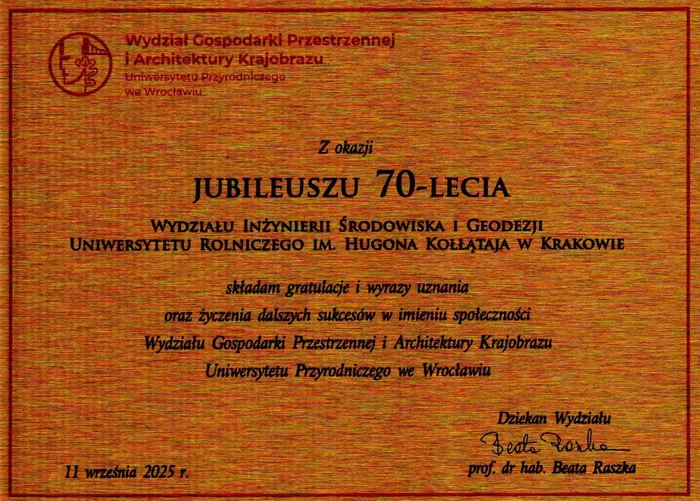 Wydział Gospodarki Przestrzennej
i Architektury Krajobrazu
Uniwersytetu Przyrodniczego
we Wrocławiu
Z okazji
JUBILEUSZU 70-LECIA
WYDZIAŁU INŻYNIERII ŚRODOWISKA I GEODEZJI
UNIWERSYTETU ROLNICZEGO IM. HUGONA KOŁŁĄTAJA W KRAKOWIE
składam gratulacje i wyrazy uznania
oraz życzenia dalszych sukcesów w imieniu społeczności
Wydziału Gospodarki Przestrzennej i Architektury Krajobrazu
Uniwersytetu Przyrodniczego we Wrocławiu
Dziekan Wydziału
Beata Raszka
prof. dr hab. Beata Raszka
11 września 2025 r.